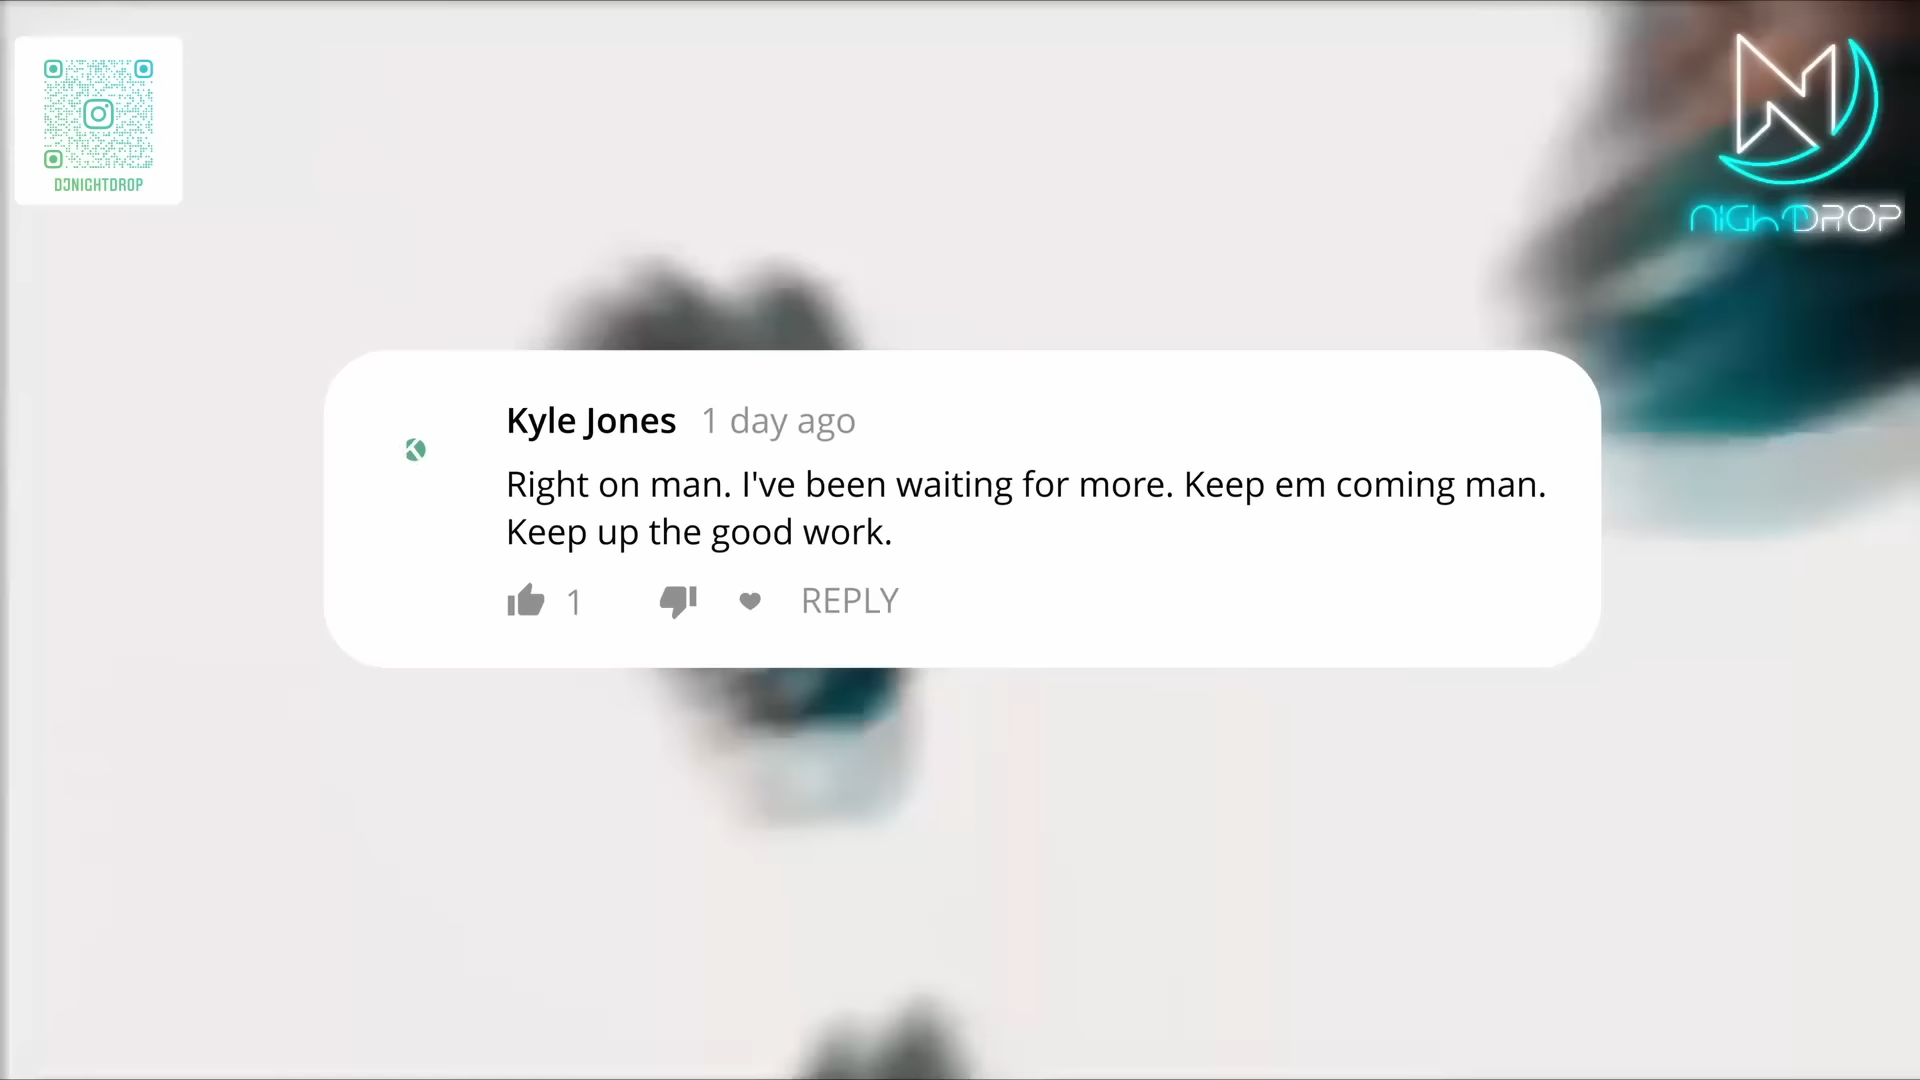 DJNIGHTDROP
NIGHTDROP
Kyle Jones 1 day ago
Right on man. I've been waiting for more. Keep em coming man.
Keep up the good work.
1 REPLY